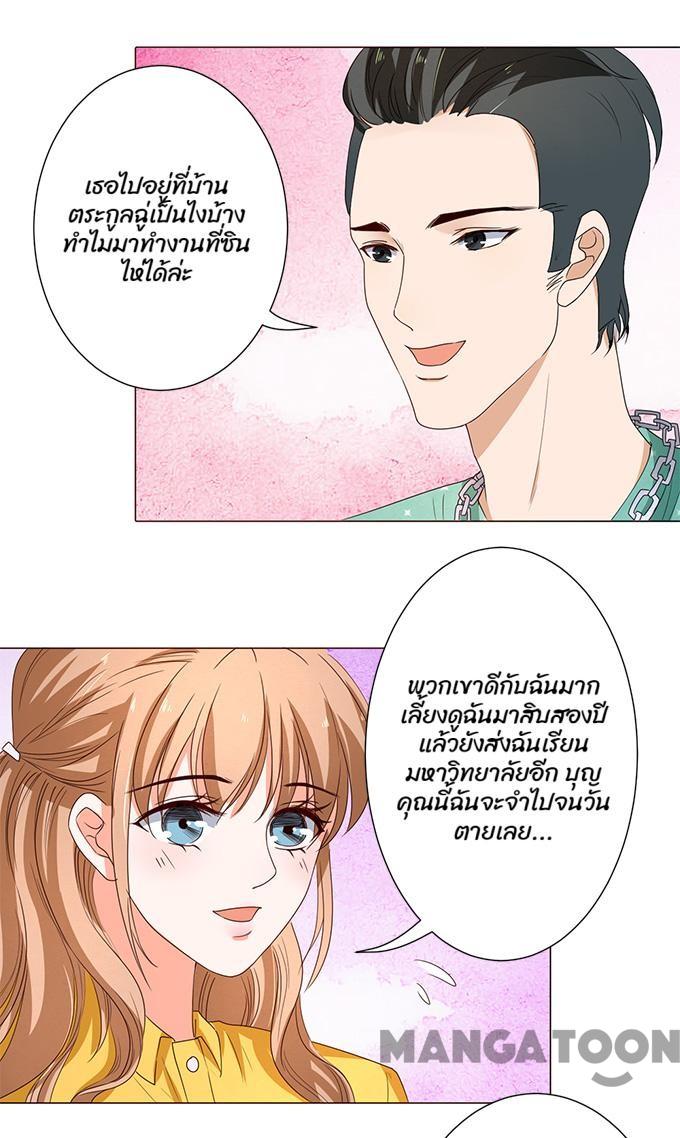 เธอไปอยู่ที่บ้าน
ตระกูลฉู่เป็นไงบ้าง
ทำไมมาทำงานที่ซิน
ไห่ได้ล่ะ
พวกเขาดีกับฉันมาก
เลี้ยงดูฉันมาสิบสองปี
แล้วยังส่งฉันเรียน
มหาวิทยาลัยอีก บุญ
คุณนี้ฉันจะจำไปจนวัน
ตายเลย...
MANGATOON